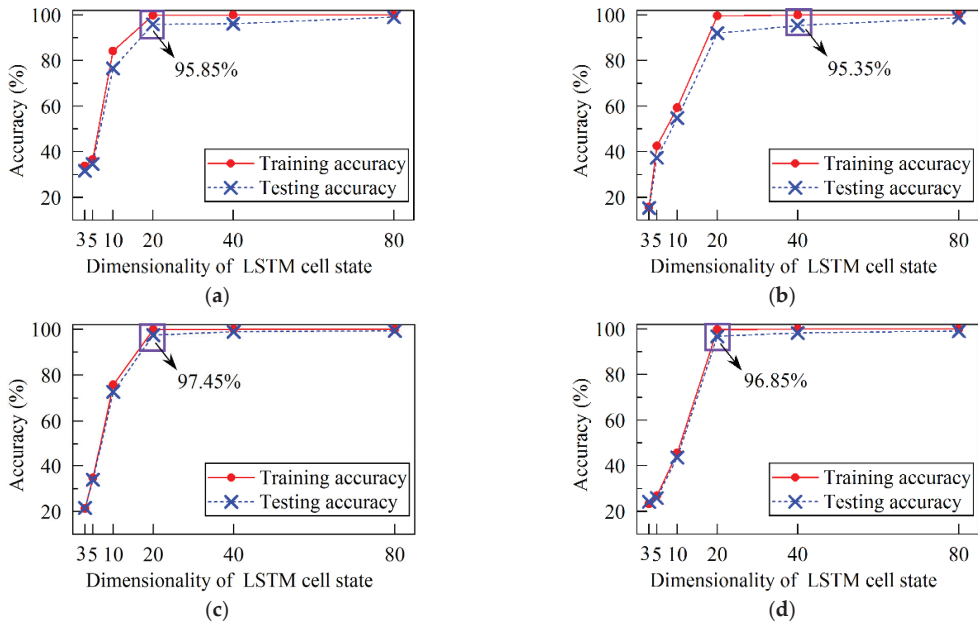 Accuracy (%)
100
80
60
40
20
95.85%
Training accuracy
Testing accuracy
3 5 10 20 40 80
Dimensionality of LSTM cell state
(a)
Accuracy (%)
100
80
60
40
20
95.35%
Training accuracy
Testing accuracy
3 5 10 20 40 80
Dimensionality of LSTM cell state
(b)
Accuracy (%)
100
80
60
40
20
97.45%
Training accuracy
Testing accuracy
3 5 10 20 40 80
Dimensionality of LSTM cell state
(c)
Accuracy (%)
100
80
60
40
20
96.85%
Training accuracy
Testing accuracy
3 5 10 20 40 80
Dimensionality of LSTM cell state
(d)